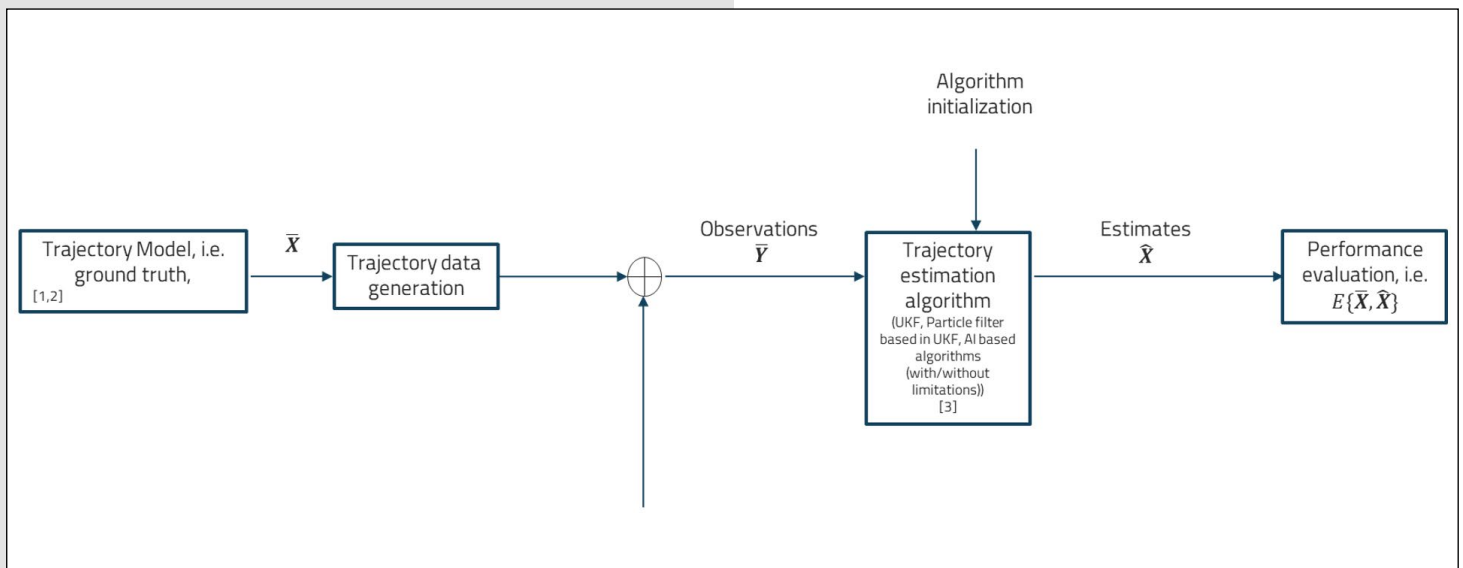 Algorithm
initialization
Trajectory Model, i.e.
ground truth,
[1,2]
X̅
Trajectory data
generation
Observations
Y̅
Trajectory
estimation
algorithm
(UKF, Particle filter
based in UKF, AI based
algorithms
(with/without
limitations))
[3]
Estimates
X̂
Performance
evaluation, i.e.
E{X̅, X̂}